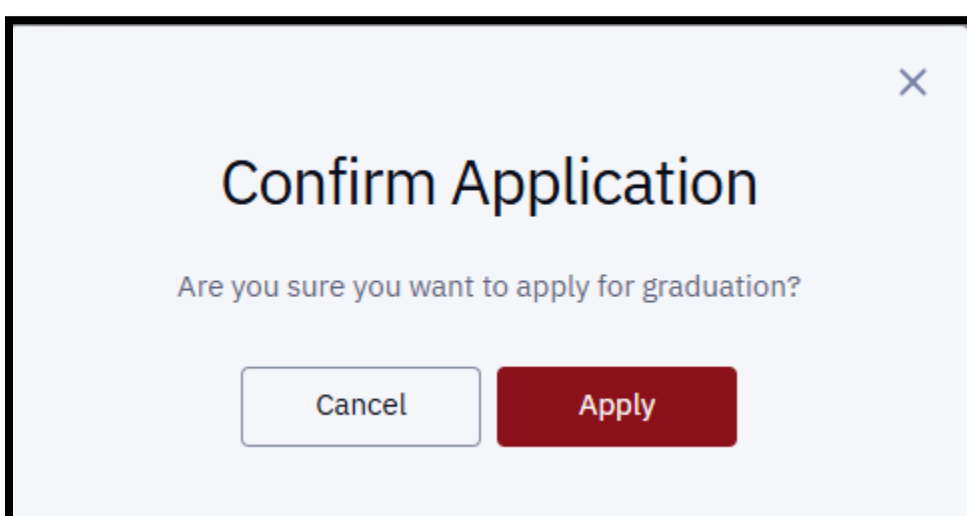 Confirm Application
Are you sure you want to apply for graduation?
Cancel Apply